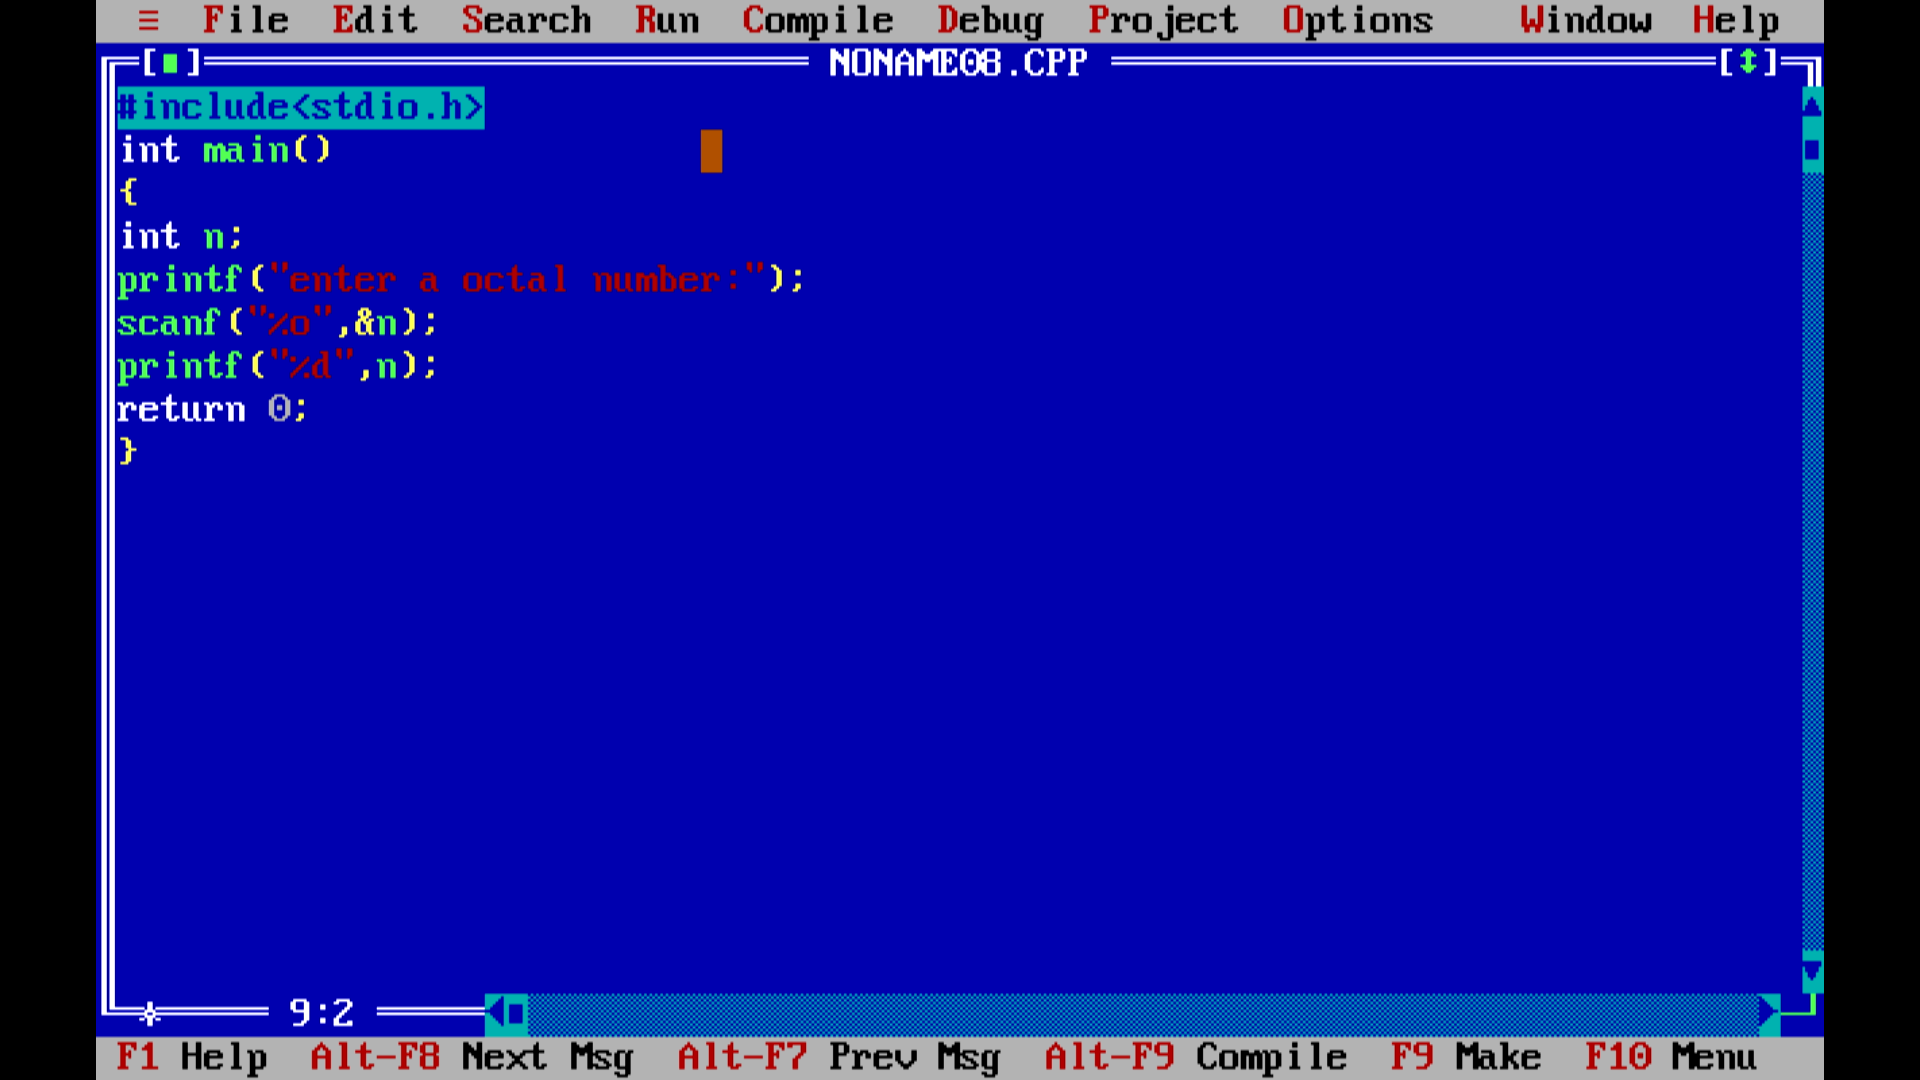 ≡ File Edit Search Run Compile Debug Project Options Window Help
[■] NONAME08.CPP [↕]
#include<stdio.h>
int main()
{
int n;
printf("enter a octal number:");
scanf("%o",&n);
printf("%d",n);
return 0;
}
9:2
F1 Help Alt-F8 Next Msg Alt-F7 Prev Msg Alt-F9 Compile F9 Make F10 Menu